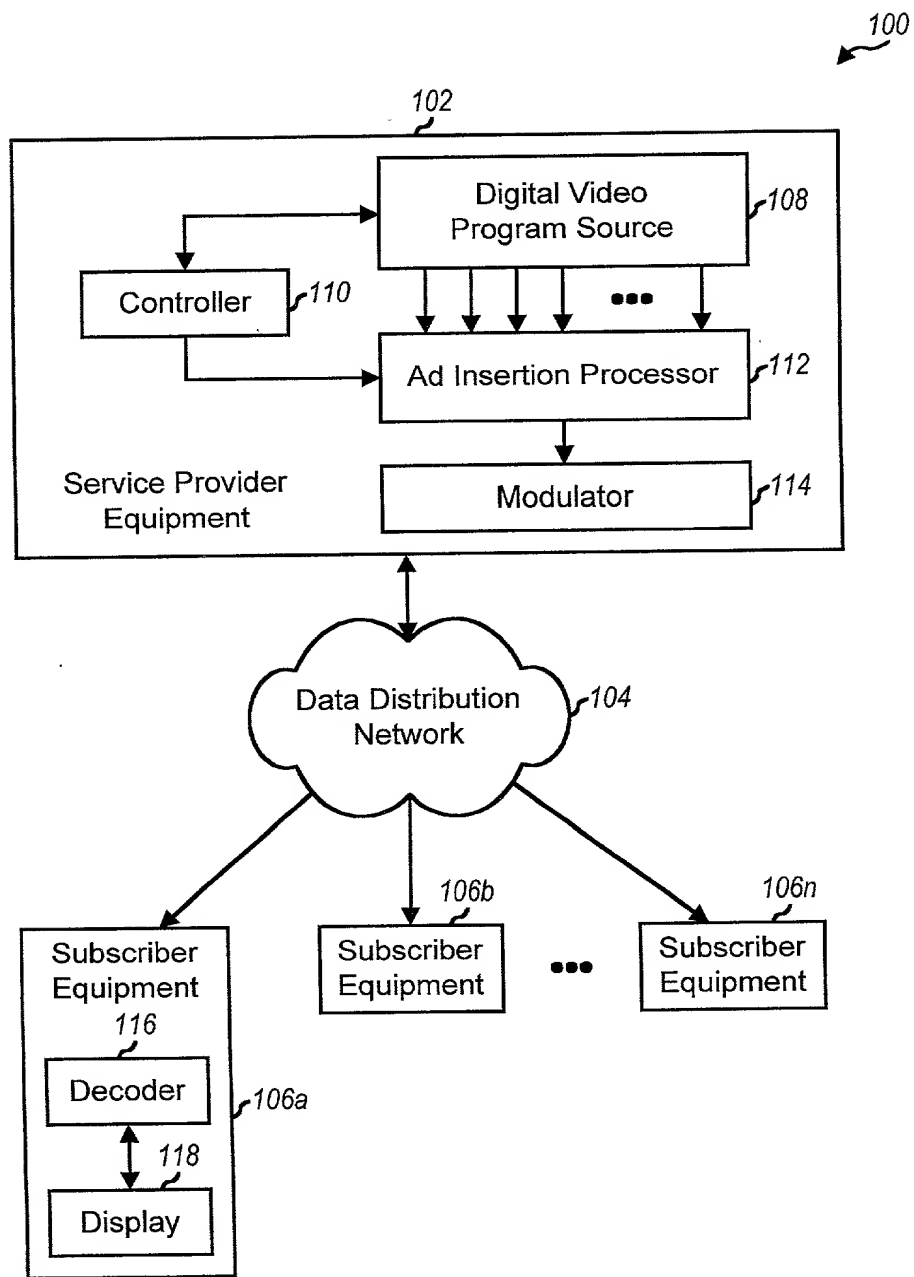 100
102
Digital Video
Program Source
108
Controller
110
Ad Insertion Processor
112
Service Provider
Equipment
Modulator
114
Data Distribution
Network
104
106b
106n
Subscriber
Equipment
Subscriber
Equipment
Subscriber
Equipment
116
Decoder
106a
118
Display